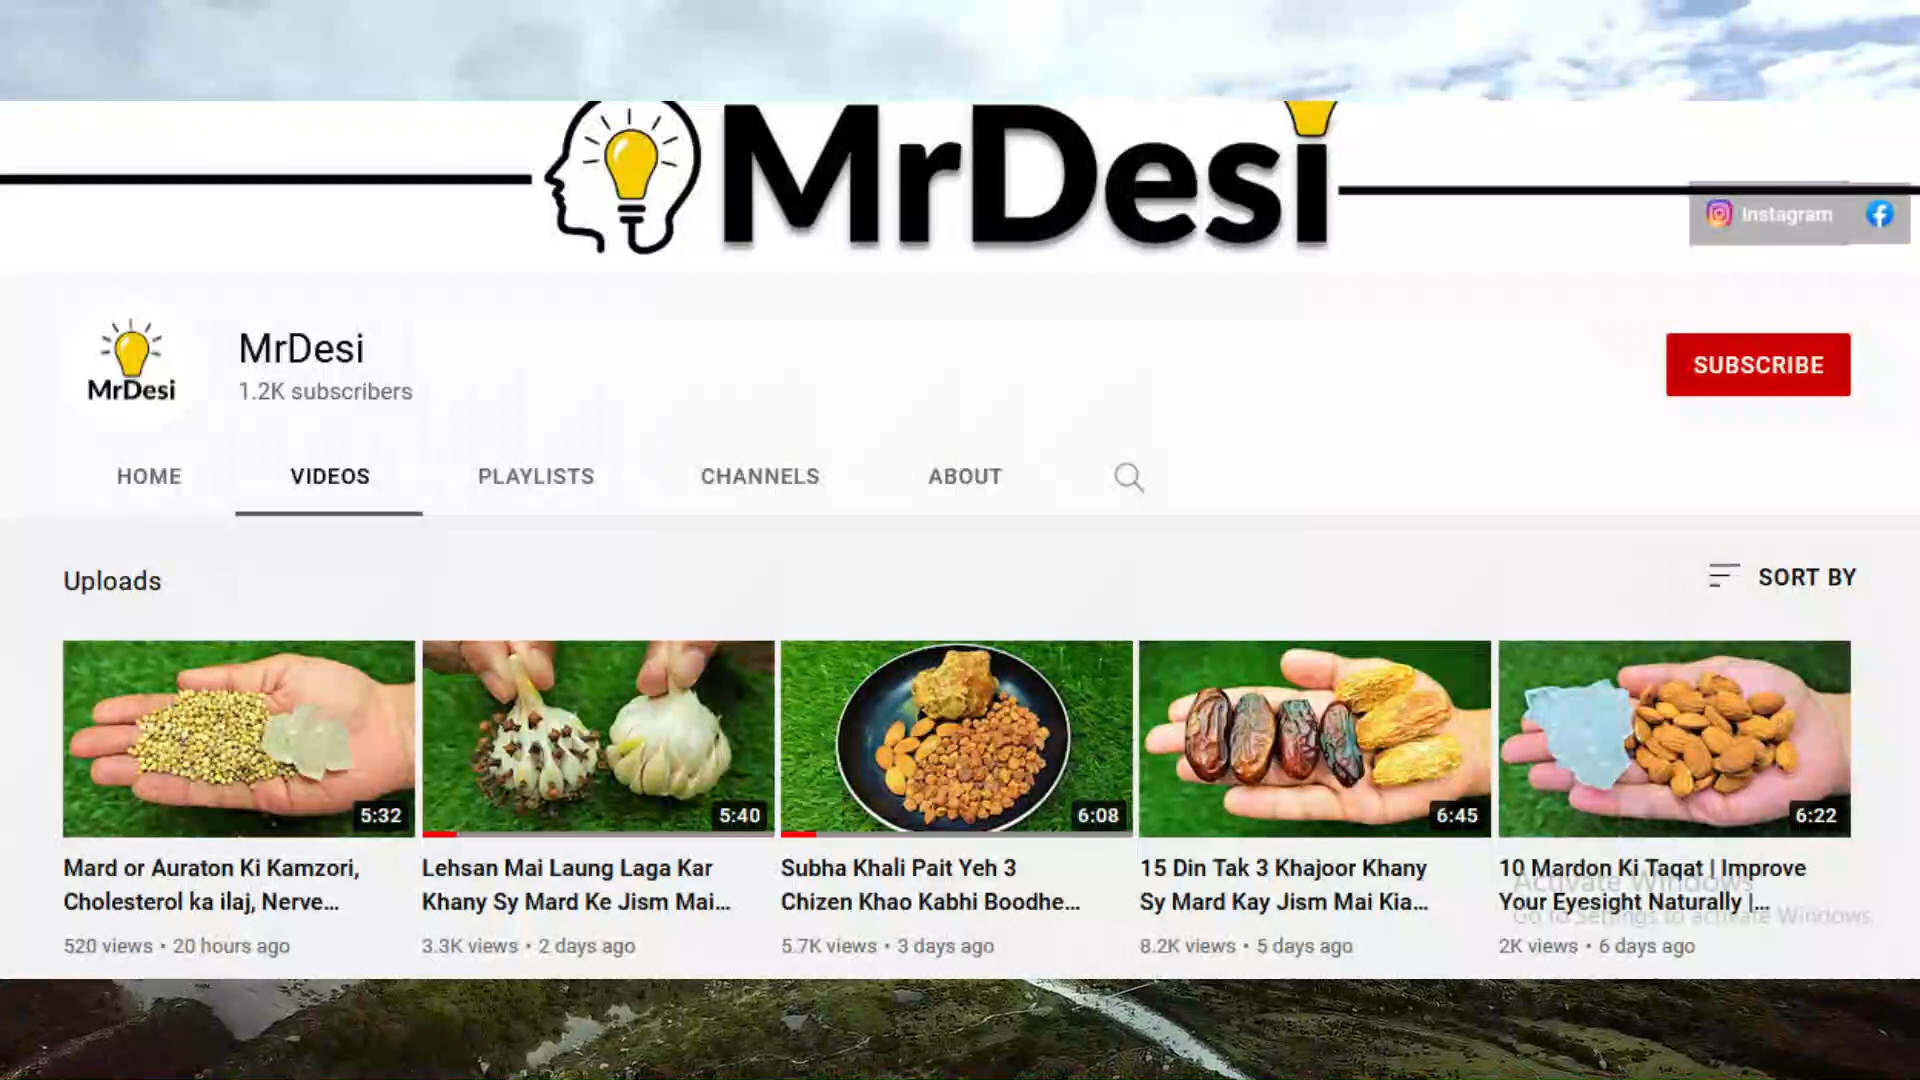 MrDesi
Instagram
MrDesi
MrDesi
1.2K subscribers
SUBSCRIBE
HOME
VIDEOS
PLAYLISTS
CHANNELS
ABOUT
Uploads
SORT BY
5:32
5:40
6:08
6:45
6:22
Mard or Auraton Ki Kamzori,
Cholesterol ka ilaj, Nerve...
520 views • 20 hours ago
Lehsan Mai Laung Laga Kar
Khany Sy Mard Ke Jism Mai...
3.3K views • 2 days ago
Subha Khali Pait Yeh 3
Chizen Khao Kabhi Boodhe...
5.7K views • 3 days ago
15 Din Tak 3 Khajoor Khany
Sy Mard Kay Jism Mai Kia...
8.2K views • 5 days ago
10 Mardon Ki Taqat | Improve
Your Eyesight Naturally |...
2K views • 6 days ago
Activate Windows
Go to Settings to activate Windows.